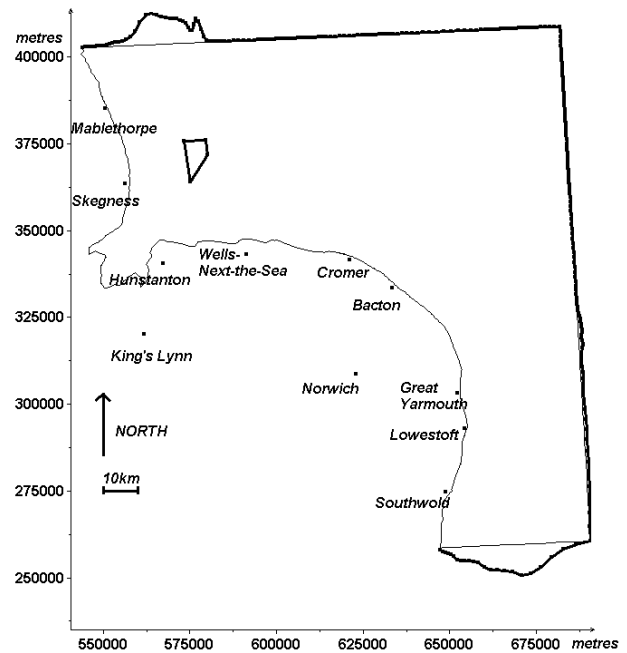 metres
400000
Mablethorpe
375000
Skegness
350000
Wells-
Next-the-Sea
Cromer
Hunstanton
Bacton
325000
King's Lynn
Norwich
Great
Yarmouth
300000
NORTH
Lowestoft
10km
275000
Southwold
250000
550000 575000 600000 625000 650000 675000 metres